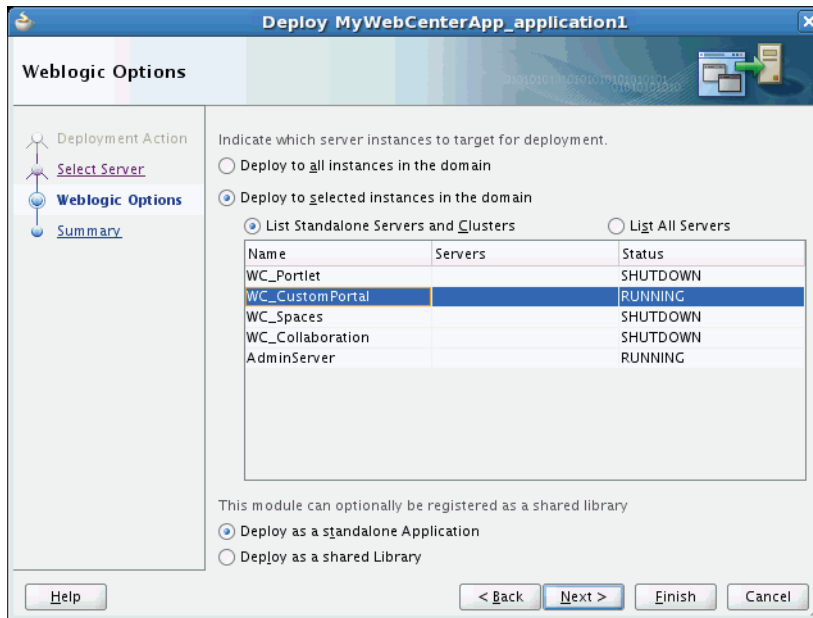 Deploy MyWebCenterApp_application1
Weblogic Options
Deployment Action
Select Server
Weblogic Options
Summary
Indicate which server instances to target for deployment.
Deploy to all instances in the domain
Deploy to selected instances in the domain
List Standalone Servers and Clusters List All Servers
Name Servers Status
WC_Portlet SHUTDOWN
WC_CustomPortal RUNNING
WC_Spaces SHUTDOWN
WC_Collaboration SHUTDOWN
AdminServer RUNNING
This module can optionally be registered as a shared library
Deploy as a standalone Application
Deploy as a shared Library
Help < Back Next > Finish Cancel